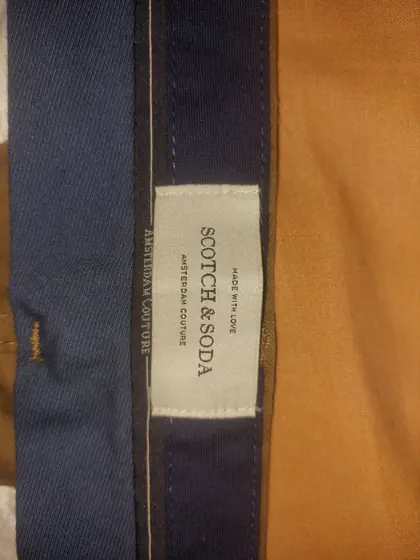 MADE WITH LOVE
SCOTCH & SODA
AMSTERDAM COUTURE
AMSTERDAM COUTURE